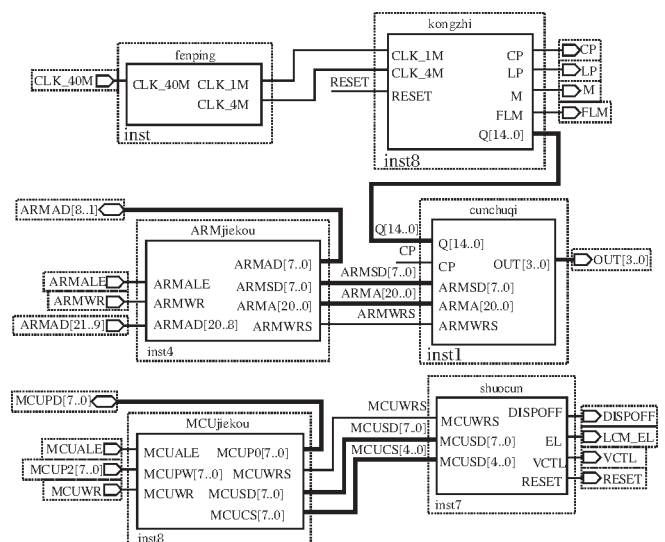 fenping
CLK_40M
CLK_40M CLK_1M
CLK_4M
inst
kongzhi
CLK_1M
CLK_4M
RESET
RESET
CP
LP
M
FLM
Q[14..0]
CP
LP
M
FLM
inst8
ARMAD[8..1]
ARMjiekou
ARMALE
ARMWR
ARMAD[21..9]
ARMALE
ARMWR
ARMAD[20..8]
ARMAD[7..0]
ARMSD[7..0]
ARMA[20..0]
ARMWRS
inst4
cunchuqi
Q[14..0]
CP
ARMSD[7..0]
ARMA[20..0]
ARMWRS
Q[14..0]
CP
ARMSD[7..0]
ARMA[20..0]
ARMWRS
OUT[3..0]
OUT[3..0]
inst1
MCUPD[7..0]
MCUjiekou
MCUALE
MCUP2[7..0]
MCUWR
MCUALE
MCUPW[7..0]
MCUWR
MCUP0[7..0]
MCUWRS
MCUSD[7..0]
MCUCS[7..0]
inst8
shuocun
MCUWRS
MCUSD[7..0]
MCUCS[4..0]
MCUWRS
MCUSD[7..0]
MCUSD[4..0]
DISPOFF
EL
VCTL
RESET
DISPOFF
LCM_EL
VCTL
RESET
inst7